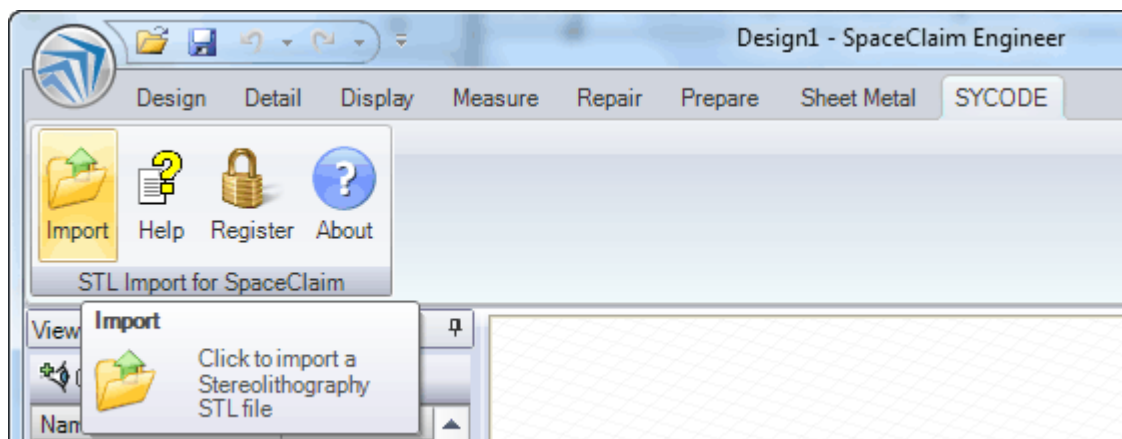 Design1 - SpaceClaim Engineer
Design Detail Display Measure Repair Prepare Sheet Metal SYCODE
Import Help Register About
STL Import for SpaceClaim
View
Import
Click to import a
Stereolithography
STL file